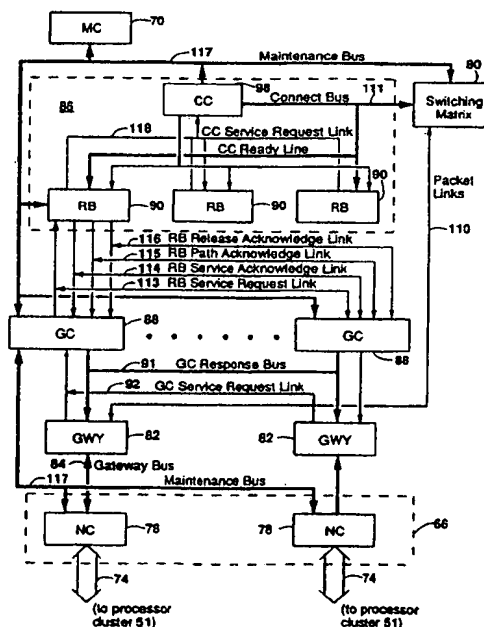 MC
70
117
Maintenance Bus
80
98
86
CC
Connect Bus
111
Switching
Matrix
118
CC Service Request Link
CC Ready Line
RB
90
RB
90
RB
90
Packet
Links
110
116 RB Release Acknowledge Link
115 RB Path Acknowledge Link
114 RB Service Acknowledge Link
113 RB Service Request Link
GC
88
GC
88
91
GC Response Bus
92
GC Service Request Link
GWY
82
82
GWY
84
Gateway Bus
117
Maintenance Bus
NC
78
78
NC
66
74
74
(to processor
cluster 51)
(to processor
cluster 51)